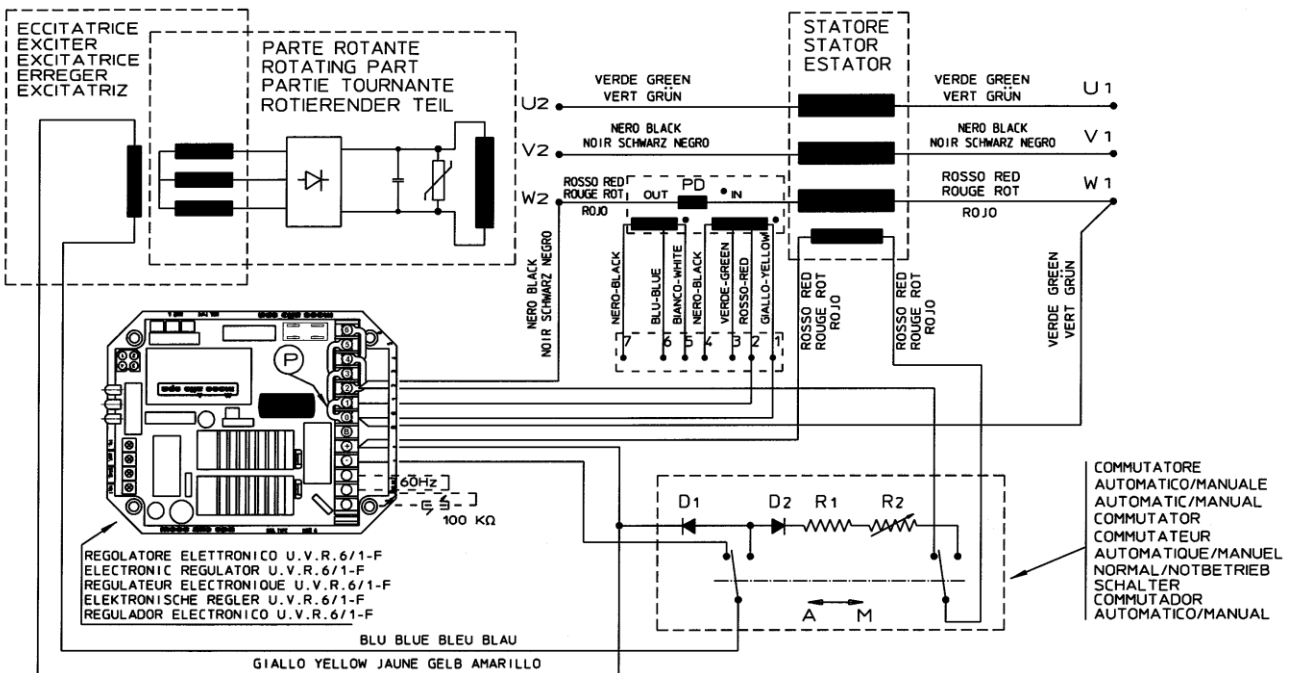 ECCITATRICE
EXCITER
EXCITATRICE
ERREGER
EXCITATRIZ
PARTE ROTANTE
ROTATING PART
PARTIE TOURNANTE
ROTIERENDER TEIL
STATORE
STATOR
ESTATOR
U2
VERDE GREEN
VERT GRÜN
VERDE GREEN
VERT GRÜN
U1
V2
NERO BLACK
NOIR SCHWARZ NEGRO
NERO BLACK
NOIR SCHWARZ NEGRO
V1
W2
ROSSO RED
ROUGE ROT
ROJO
OUT
PD
IN
ROSSO RED
ROUGE ROT
ROJO
W1
NERO BLACK
NOIR SCHWARZ NEGRO
NERO-BLACK
BLU-BLUE
BIANCO-WHITE
NERO-BLACK
VERDE-GREEN
ROSSO-RED
GIALLO-YELLOW
7 6 5 4 3 2 1
ROSSO RED
ROUGE ROT
ROJO
ROSSO RED
ROUGE ROT
ROJO
VERDE GREEN
VERT GRÜN
P
6
5
4
3
2
1
0
B
+
-
60Hz
100 KΩ
REGOLATORE ELETTRONICO U.V.R.6/1-F
ELECTRONIC REGULATOR U.V.R.6/1-F
REGULATEUR ELECTRONIQUE U.V.R.6/1-F
ELEKTRONISCHE REGLER U.V.R.6/1-F
REGULADOR ELECTRONICO U.V.R.6/1-F
D1
D2
R1
R2
A
M
COMMUTATORE
AUTOMATICO/MANUALE
AUTOMATIC/MANUAL
COMMUTATOR
COMMUTATEUR
AUTOMATIQUE/MANUEL
NORMAL/NOTBETRIEB
SCHALTER
COMMUTADOR
AUTOMATICO/MANUAL
BLU BLUE BLEU BLAU
GIALLO YELLOW JAUNE GELB AMARILLO